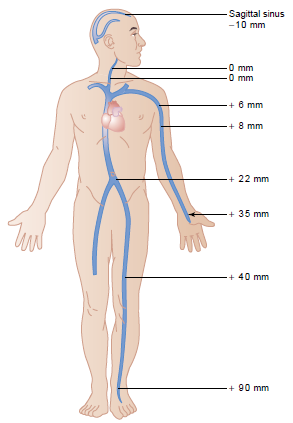 Sagittal sinus
−10 mm
0 mm
0 mm
+ 6 mm
+ 8 mm
+ 22 mm
+ 35 mm
+ 40 mm
+ 90 mm